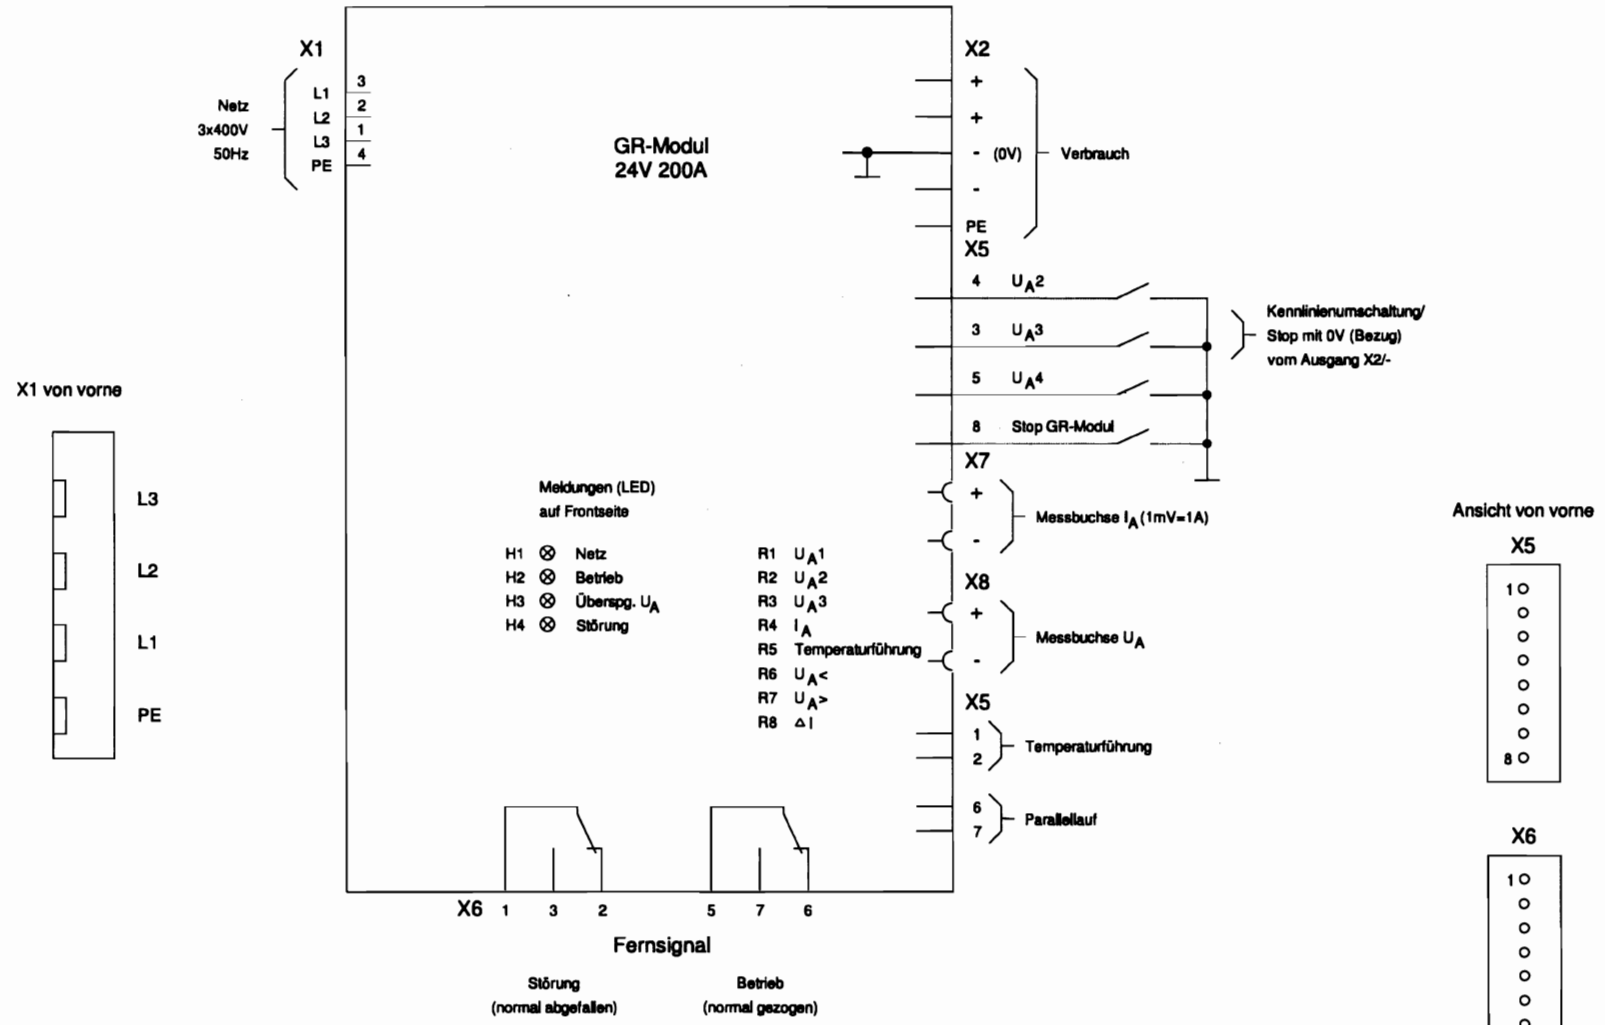 X1
3
L1
2
L2
1
L3
4
PE
Netz
3x400V
50Hz
GR-Modul
24V 200A
X2
+
+
- (0V)
-
PE
Verbrauch
X5
4 UA2
3 UA3
5 UA4
8 Stop GR-Modul
Kennlinienumschaltung/
Stop mit 0V (Bezug)
vom Ausgang X2/-
X1 von vorne
L3
L2
L1
PE
Meldungen (LED)
auf Frontseite
H1 Netz
H2 Betrieb
H3 Überspg. UA
H4 Störung
R1 UA1
R2 UA2
R3 UA3
R4 IA
R5 Temperaturführung
R6 UA<
R7 UA>
R8 △I
X7
+
-
Messbuchse IA (1mV=1A)
X8
+
-
Messbuchse UA
X5
1
2
Temperaturführung
6
7
Parallellauf
X6 1 3 2 5 7 6
Fernsignal
Störung
(normal abgefallen)
Betrieb
(normal gezogen)
Ansicht von vorne
X5
1
8
X6
1